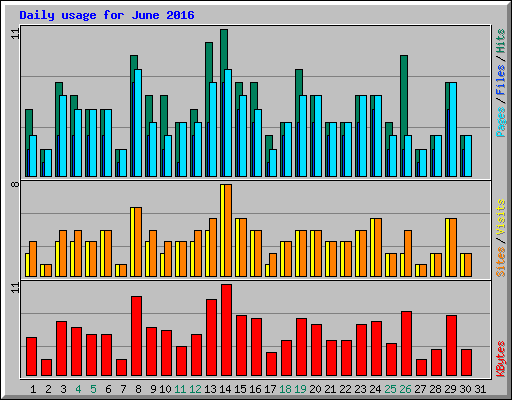 Daily usage for June 2016
11
Pages / Files / Hits
8
Sites / Visits
11
KBytes
1 2 3 4 5 6 7 8 9 10 11 12 13 14 15 16 17 18 19 20 21 22 23 24 25 26 27 28 29 30 31